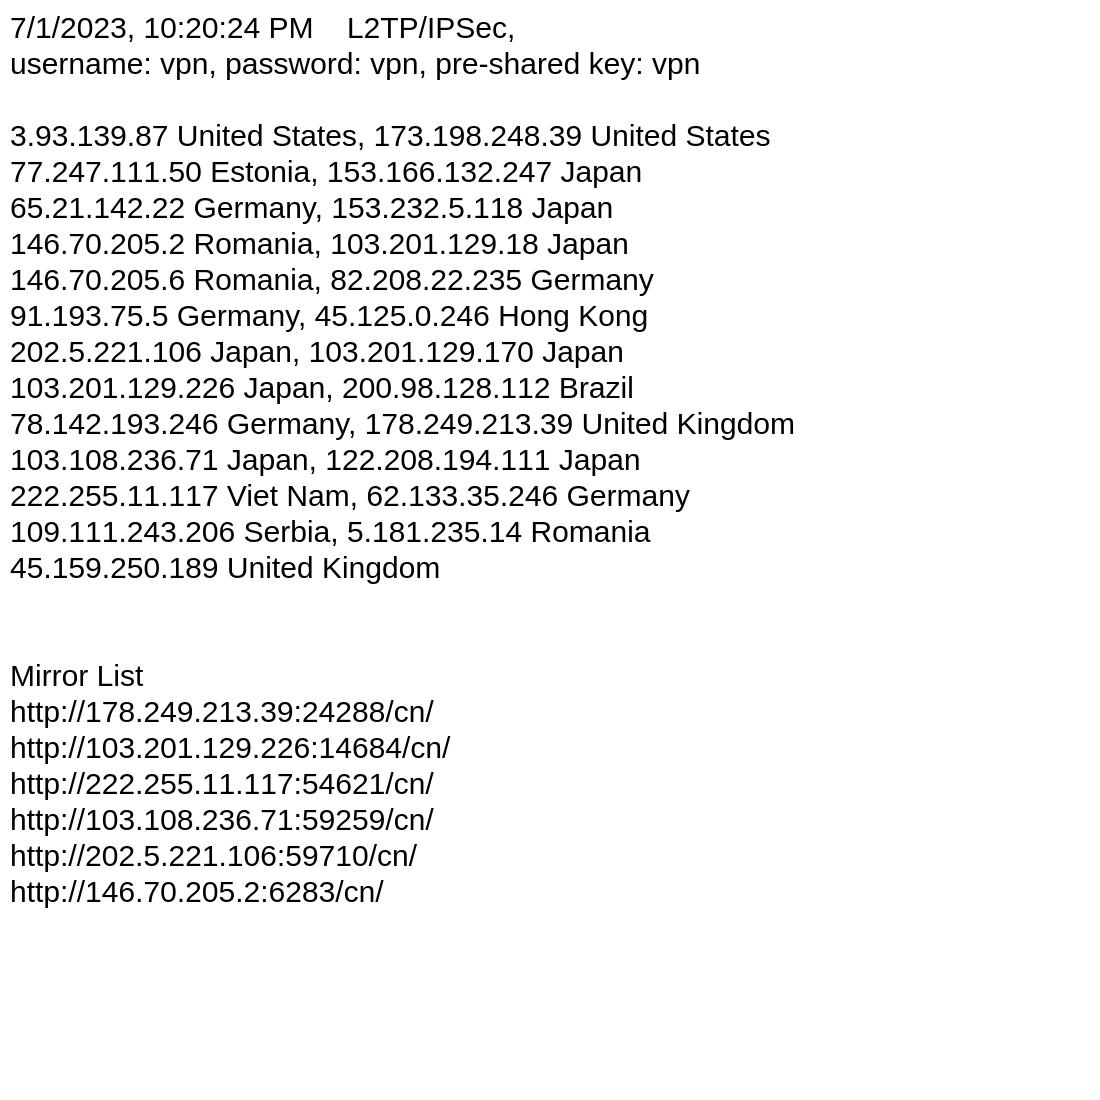 7/1/2023, 10:20:24 PM    L2TP/IPSec,
username: vpn, password: vpn, pre-shared key: vpn
3.93.139.87 United States, 173.198.248.39 United States
77.247.111.50 Estonia, 153.166.132.247 Japan
65.21.142.22 Germany, 153.232.5.118 Japan
146.70.205.2 Romania, 103.201.129.18 Japan
146.70.205.6 Romania, 82.208.22.235 Germany
91.193.75.5 Germany, 45.125.0.246 Hong Kong
202.5.221.106 Japan, 103.201.129.170 Japan
103.201.129.226 Japan, 200.98.128.112 Brazil
78.142.193.246 Germany, 178.249.213.39 United Kingdom
103.108.236.71 Japan, 122.208.194.111 Japan
222.255.11.117 Viet Nam, 62.133.35.246 Germany
109.111.243.206 Serbia, 5.181.235.14 Romania
45.159.250.189 United Kingdom
Mirror List
http://178.249.213.39:24288/cn/
http://103.201.129.226:14684/cn/
http://222.255.11.117:54621/cn/
http://103.108.236.71:59259/cn/
http://202.5.221.106:59710/cn/
http://146.70.205.2:6283/cn/